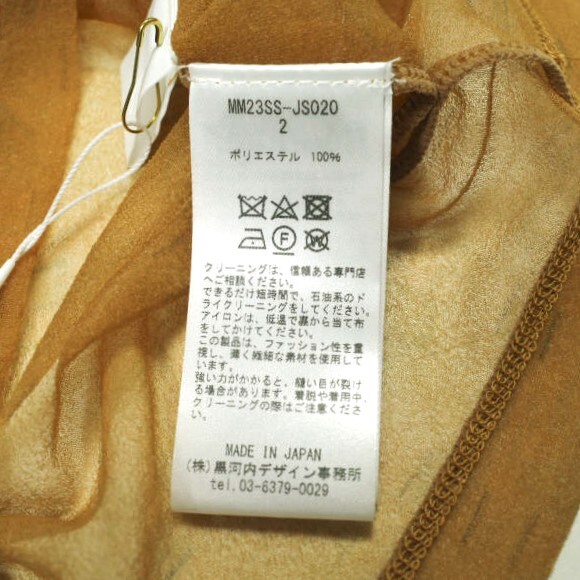 MM23SS-JS020
2
ポリエステル 100%
クリーニングは、信頼ある専門店
へご相談ください。
できるだけ短時間で、石油系のド
ライクリーニングをしてください。
アイロンは、低温で裏から当て布
をしてかけてください。
この製品は、ファッション性を重
視し、薄く繊細な素材を使用して
います。
強い力がかかると、縫い目が裂け
る場合があります。着脱や着用中、
クリーニングの際はご注意くださ
い。
MADE IN JAPAN
(株)黒河内デザイン事務所
tel.03-6379-0029